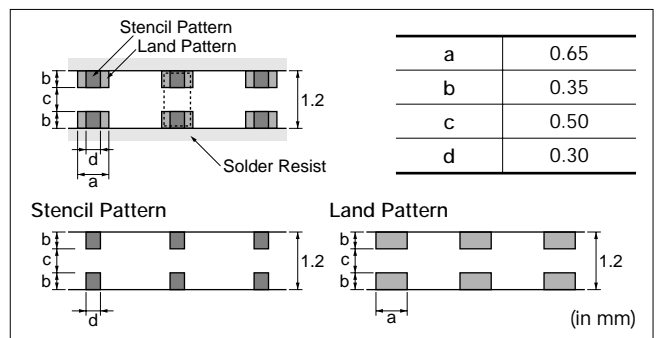 Stencil Pattern
Land Pattern
b
c
b
1.2
d
a
Solder Resist
a 0.65
b 0.35
c 0.50
d 0.30
Stencil Pattern
b
c
b
1.2
d
Land Pattern
b
c
b
1.2
a
(in mm)